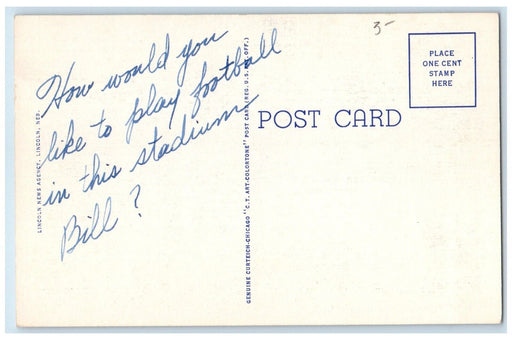 3-
PLACE
ONE CENT
STAMP
HERE
How would you
like to play football
in this stadium
Bill?
POST CARD
LINCOLN NEWS AGENCY, LINCOLN, NEB.
GENUINE CURTEICH-CHICAGO "C.T. ART-COLORTONE" POST CARD (REG. U.S. PAT. OFF.)